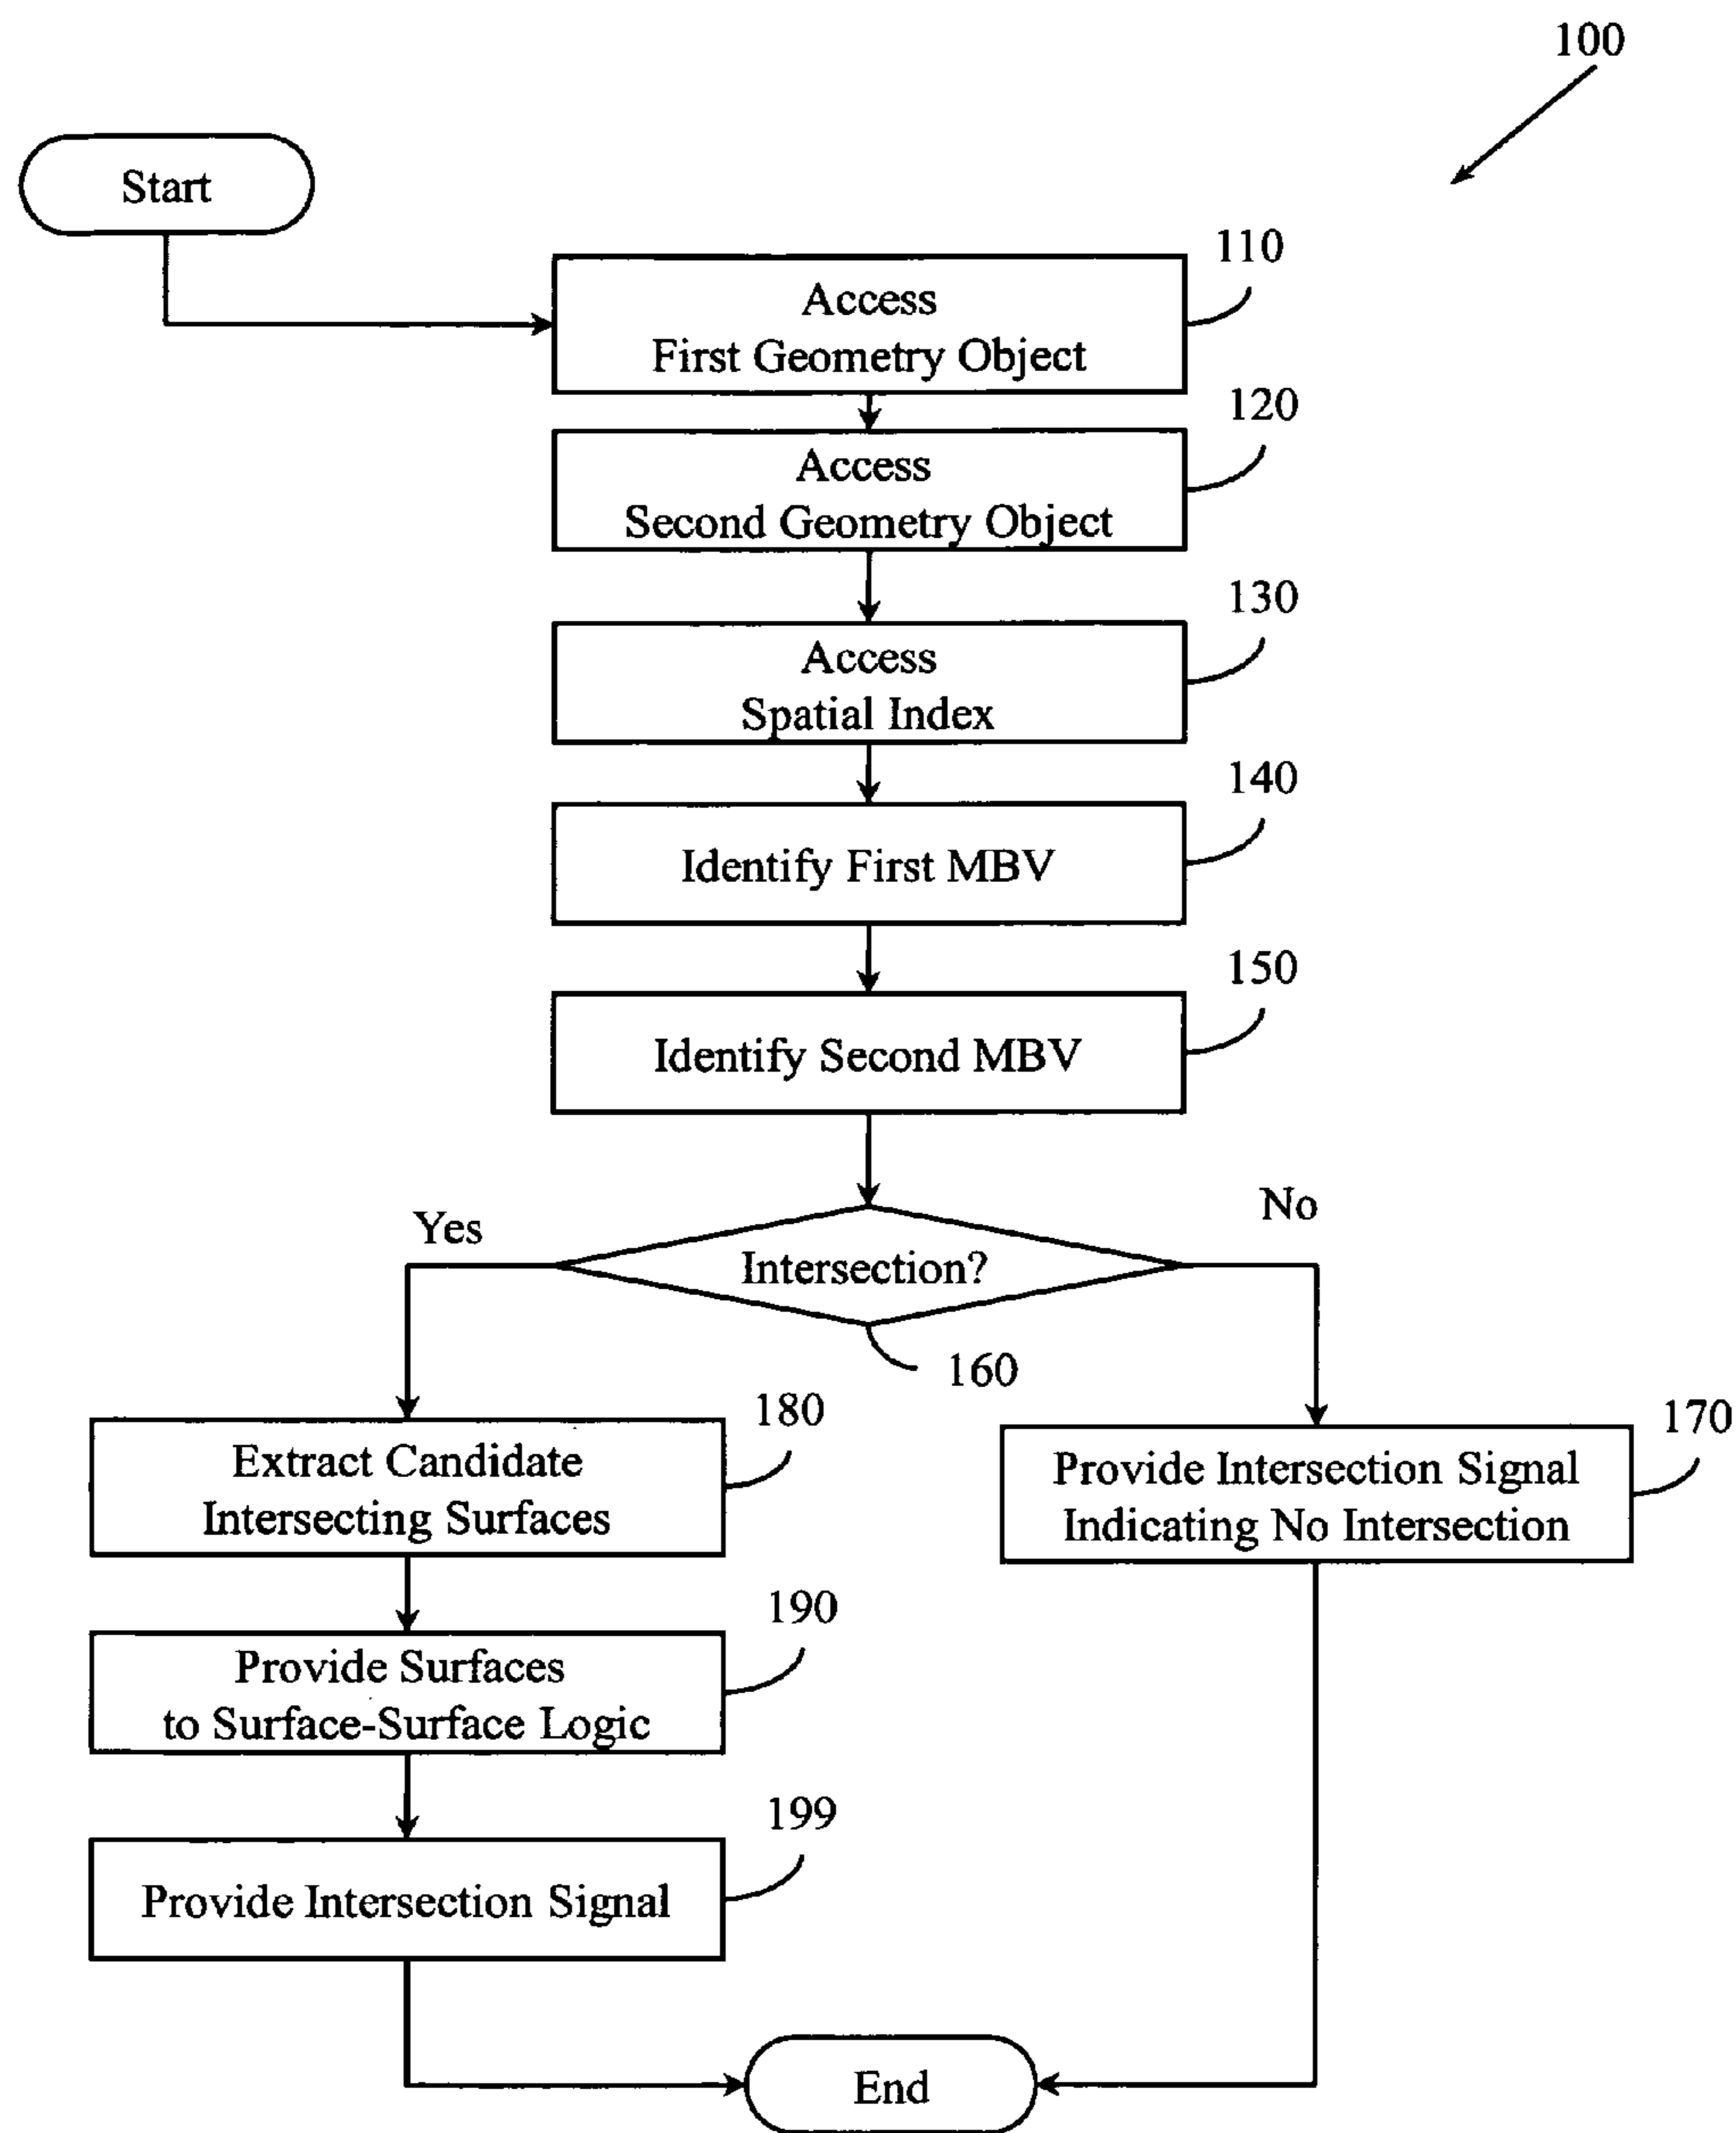 100
Start
110
Access
First Geometry Object
120
Access
Second Geometry Object
130
Access
Spatial Index
140
Identify First MBV
150
Identify Second MBV
Yes
No
Intersection?
160
180
Extract Candidate
Intersecting Surfaces
170
Provide Intersection Signal
Indicating No Intersection
190
Provide Surfaces
to Surface-Surface Logic
199
Provide Intersection Signal
End